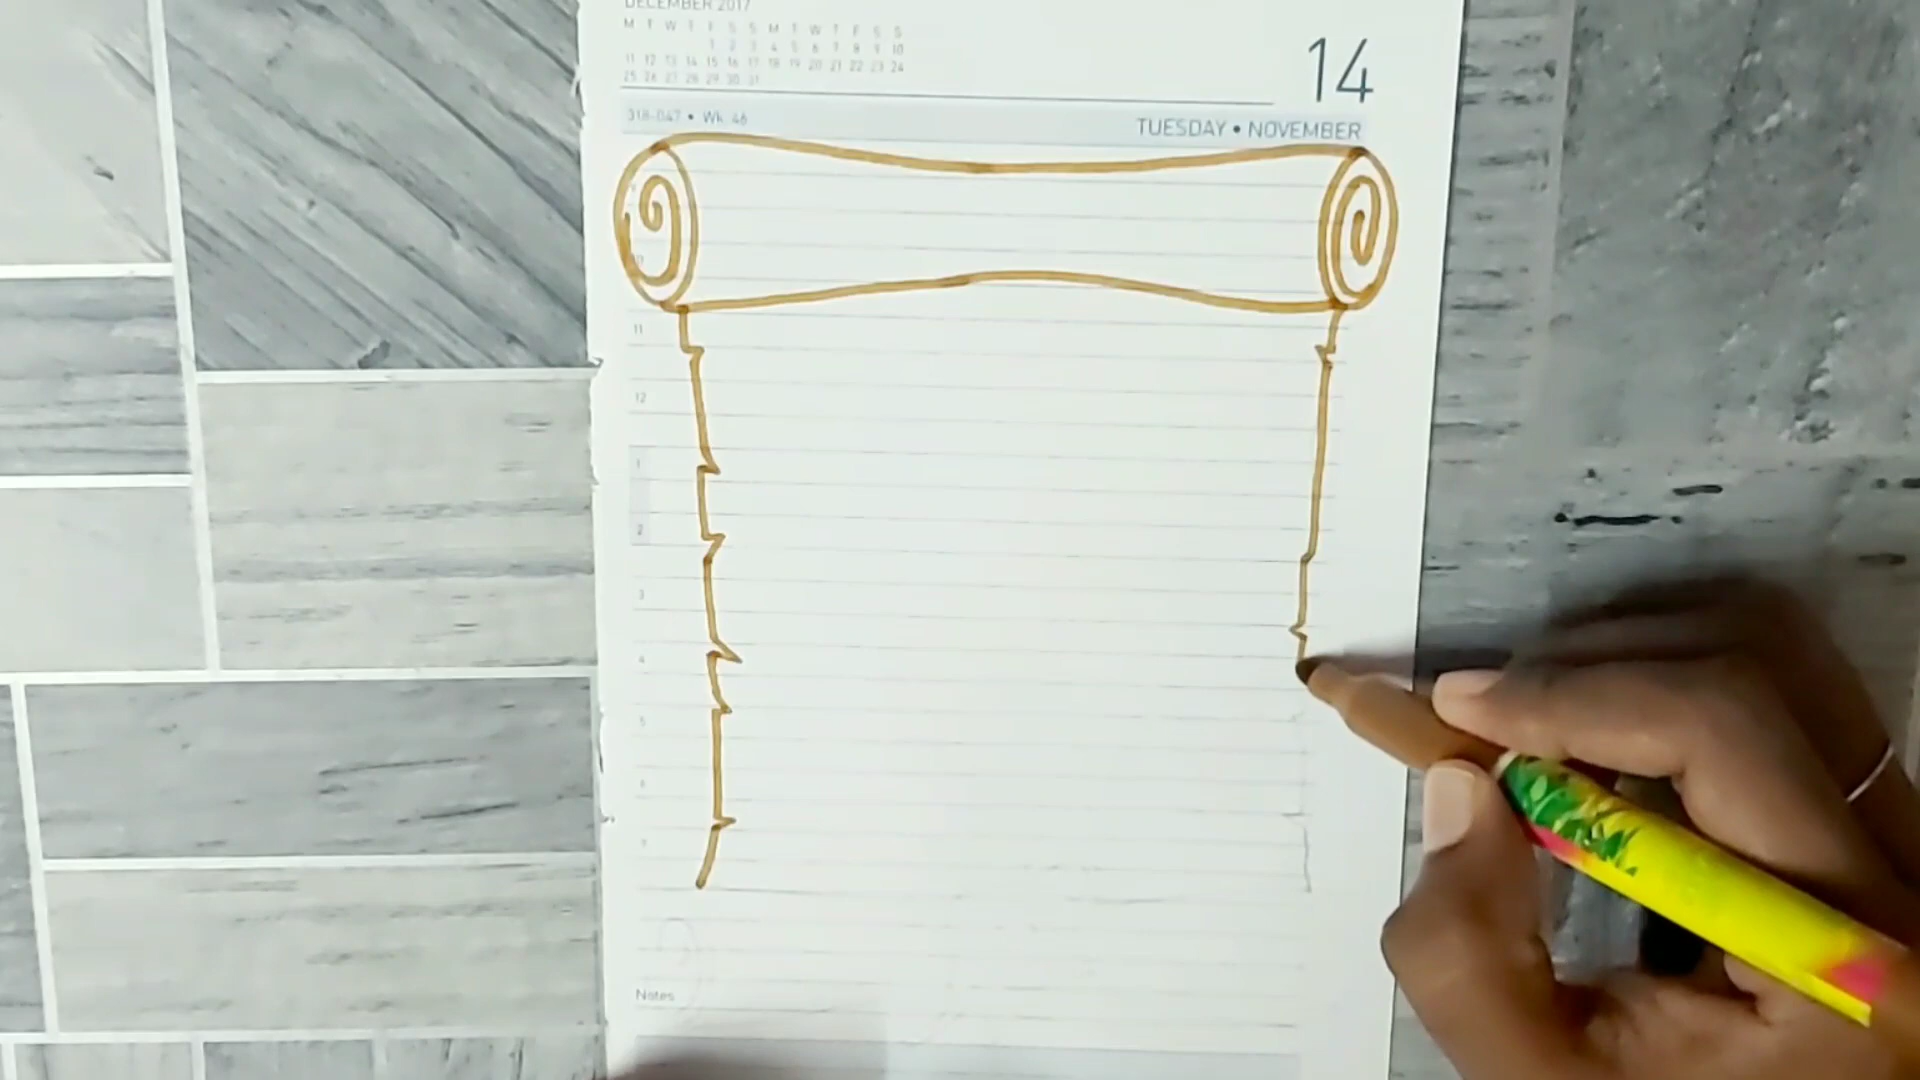 DECEMBER 2017
M T W T F S S M T W T F S S
1 2 3 4 5 6 7 8 9 10
11 12 13 14 15 16 17 18 19 20 21 22 23 24
25 26 27 28 29 30 31
14
318-047 • Wk 46
TUESDAY • NOVEMBER
9
10
11
12
1
2
3
4
5
6
7
Notes